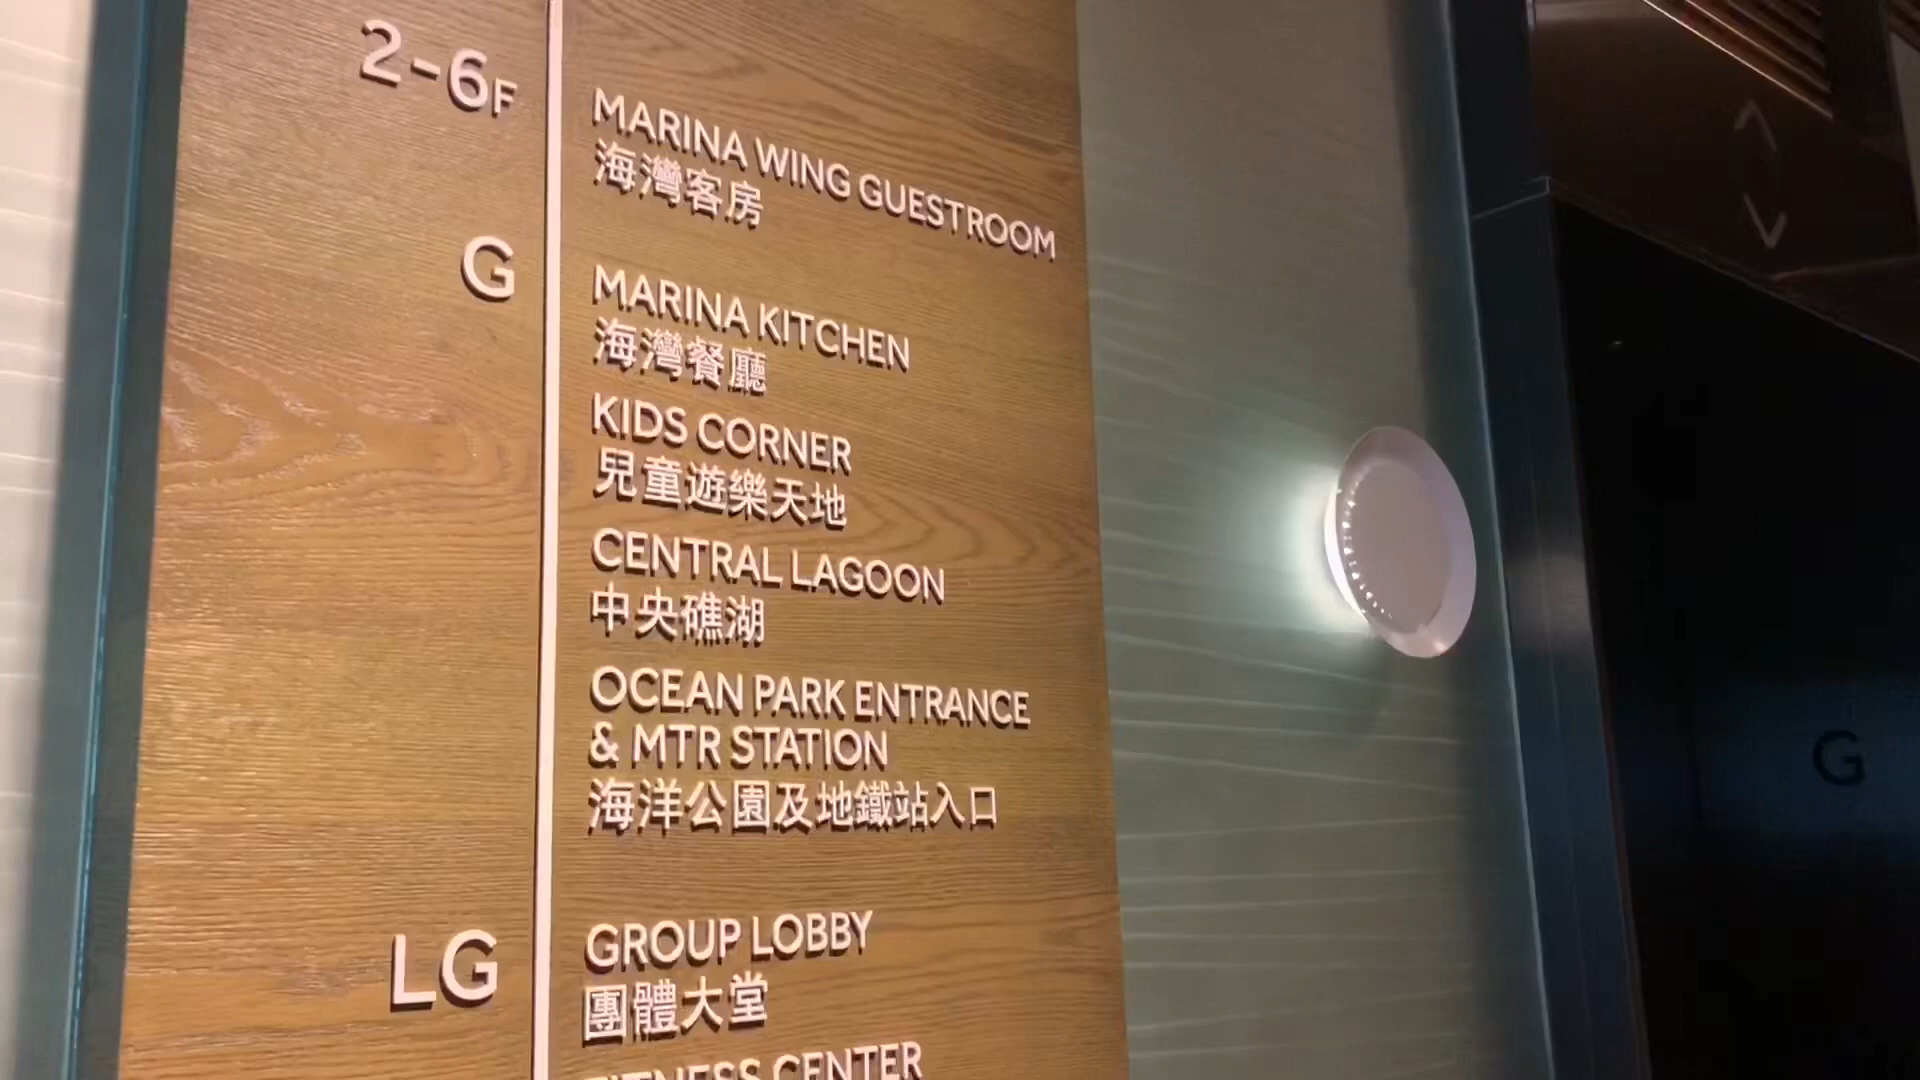 2-6F
MARINA WING GUESTROOM
海灣客房
G
MARINA KITCHEN
海灣餐廳
KIDS CORNER
兒童遊樂天地
CENTRAL LAGOON
中央礁湖
OCEAN PARK ENTRANCE
& MTR STATION
海洋公園及地鐵站入口
LG
GROUP LOBBY
團體大堂
FITNESS CENTER
G